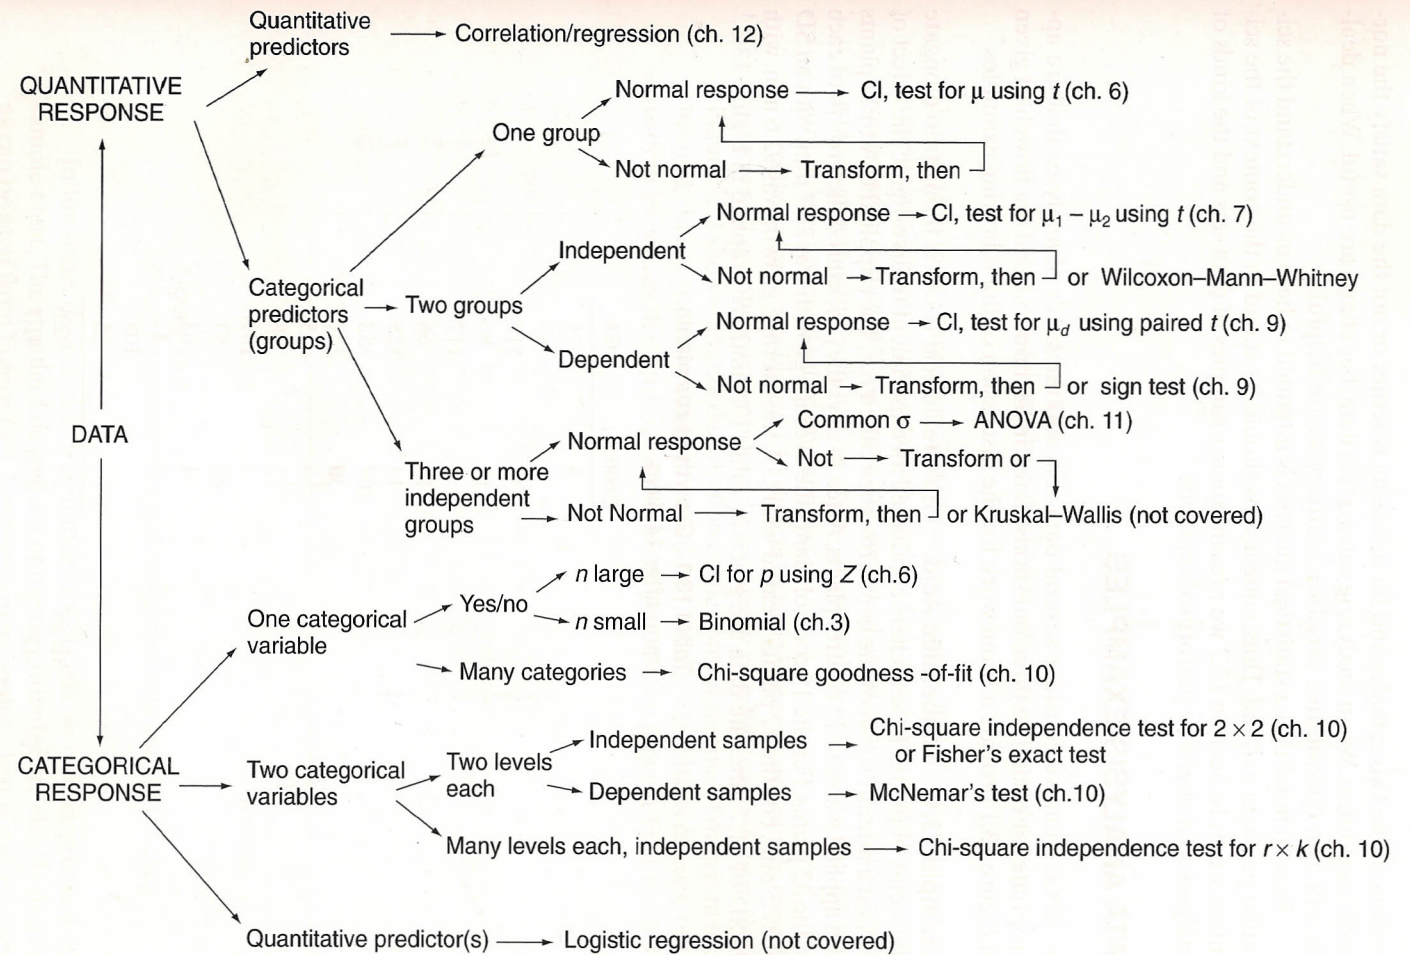 Quantitative
predictors
Correlation/regression (ch. 12)
QUANTITATIVE
RESPONSE
Normal response
CI, test for μ using t (ch. 6)
One group
Not normal
Transform, then
Normal response
CI, test for μ₁ – μ₂ using t (ch. 7)
Independent
Not normal
Transform, then
or Wilcoxon–Mann–Whitney
Categorical
predictors
(groups)
Two groups
Normal response
CI, test for μd using paired t (ch. 9)
Dependent
Not normal
Transform, then
or sign test (ch. 9)
Common σ
ANOVA (ch. 11)
DATA
Normal response
Not
Transform or
Three or more
independent
groups
Not Normal
Transform, then
or Kruskal–Wallis (not covered)
n large
CI for p using Z (ch.6)
Yes/no
One categorical
variable
n small
Binomial (ch.3)
Many categories
Chi-square goodness -of-fit (ch. 10)
CATEGORICAL
RESPONSE
Two categorical
variables
Two levels
each
Independent samples
Chi-square independence test for 2 × 2 (ch. 10)
or Fisher's exact test
Dependent samples
McNemar's test (ch.10)
Many levels each, independent samples
Chi-square independence test for r × k (ch. 10)
Quantitative predictor(s)
Logistic regression (not covered)